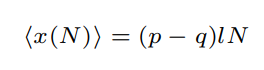 ⟨x(N)⟩ = (p − q)lN